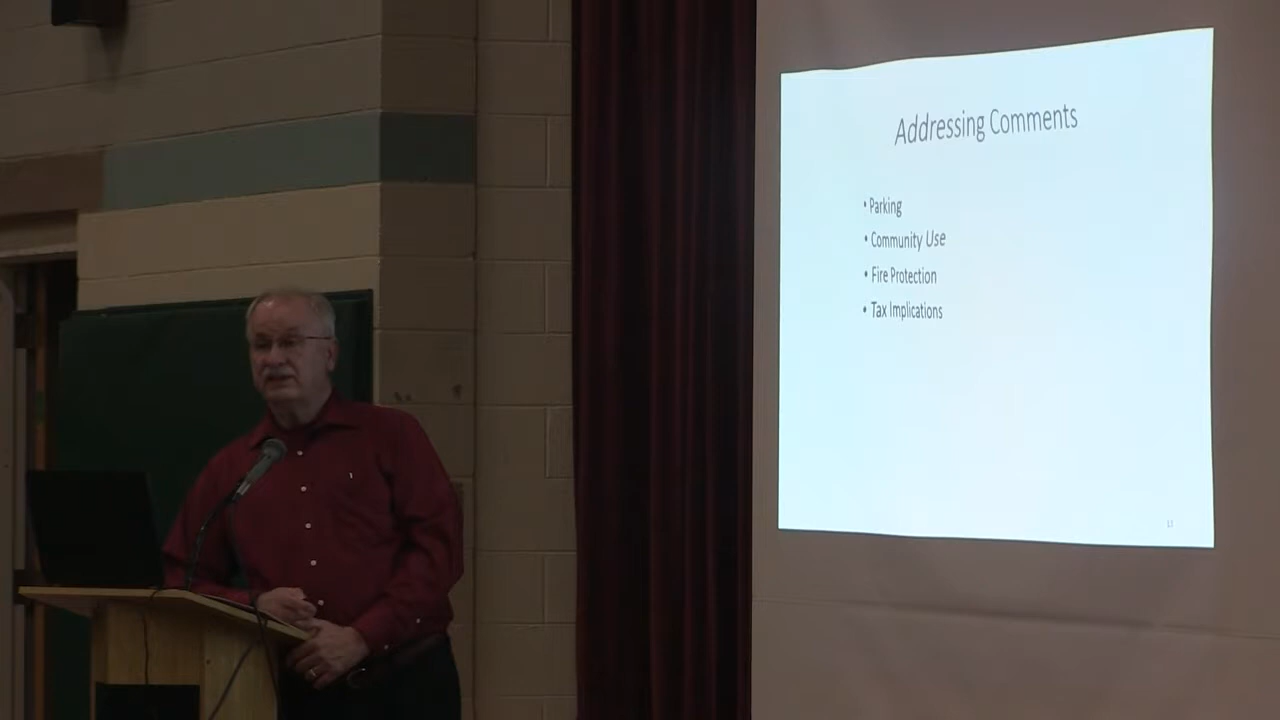 Addressing Comments
• Parking
• Community Use
• Fire Protection
• Tax Implications